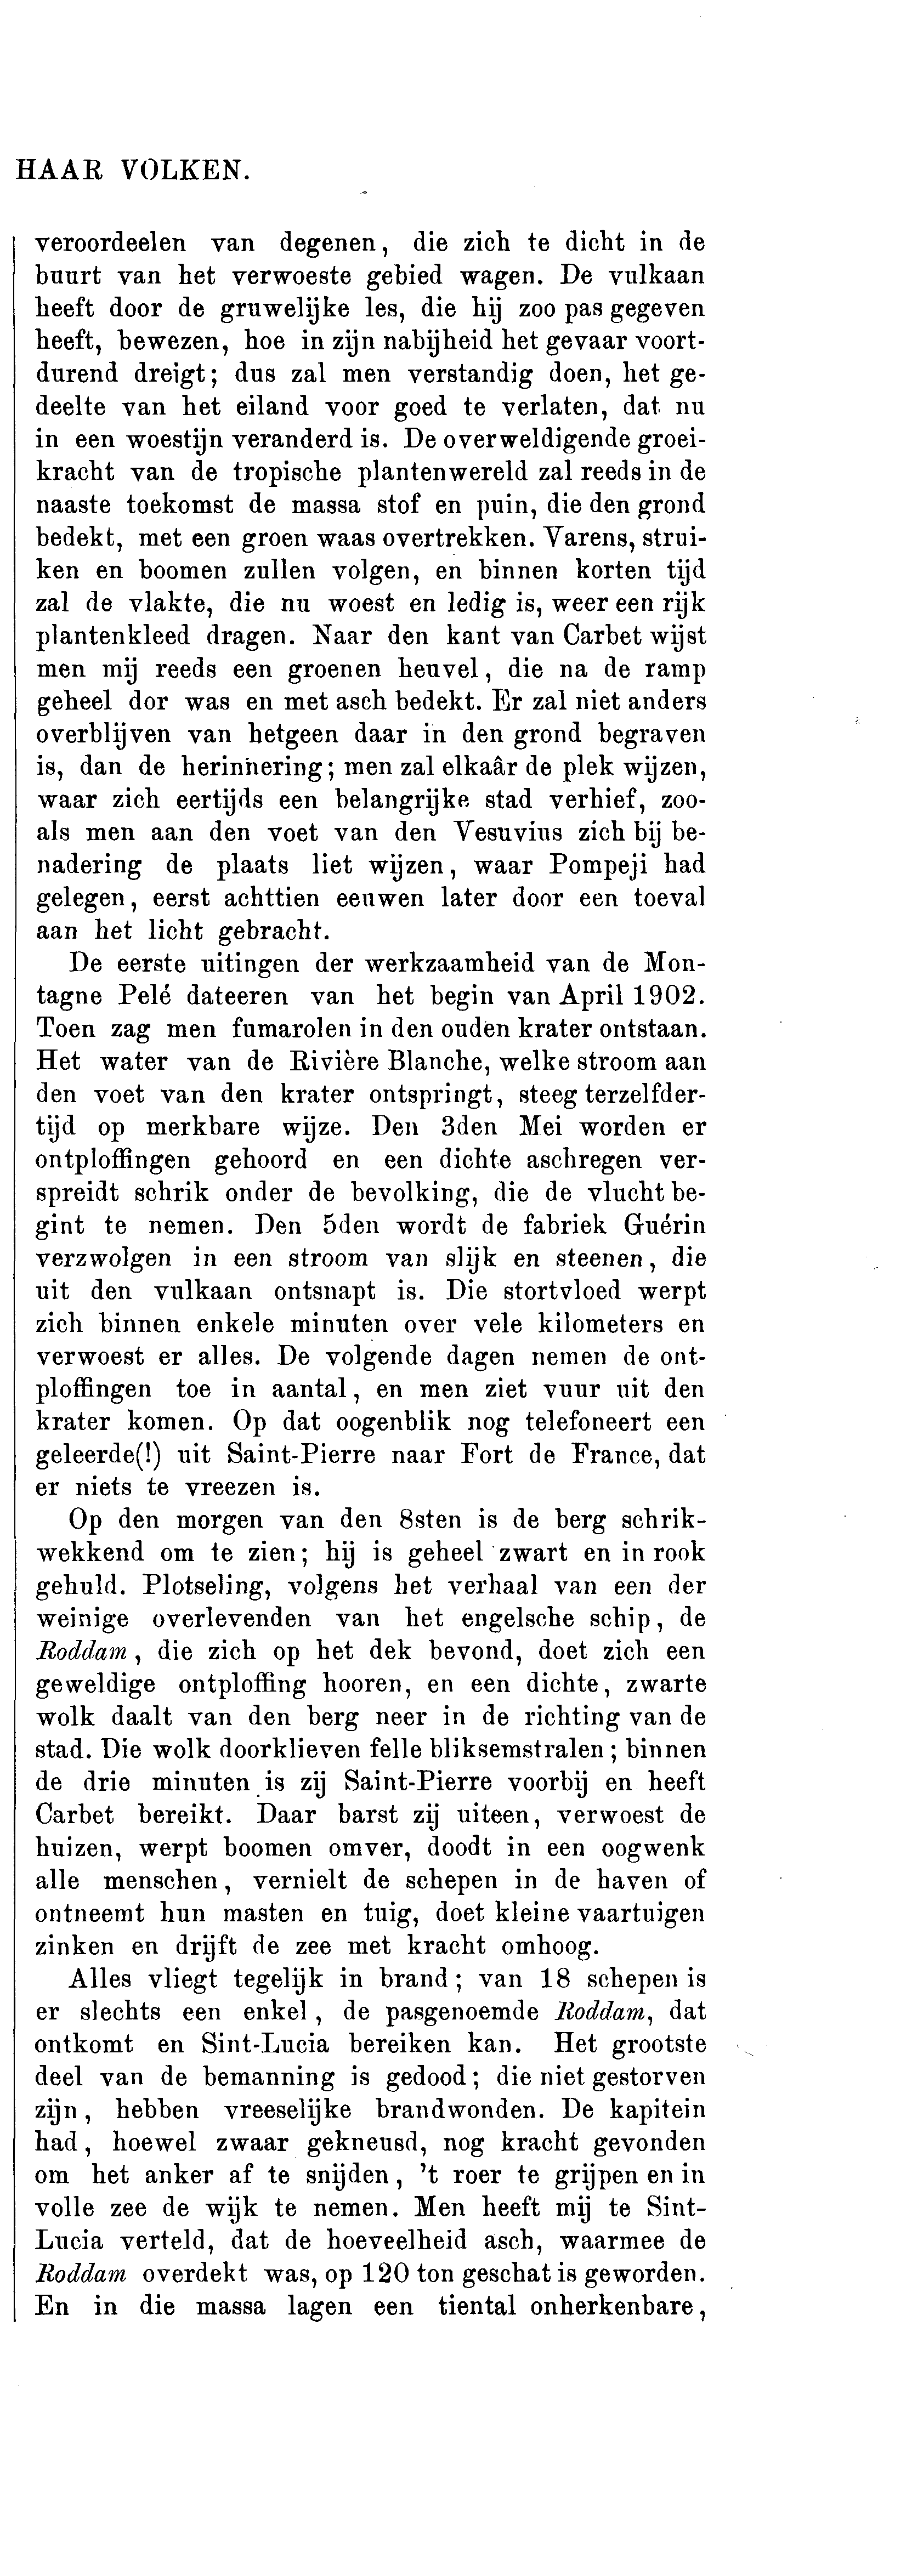 HAAR VOLKEN.
veroordeelen van degenen, die zich te dicht in de
buurt van het verwoeste gebied wagen. De vulkaan
heeft door de gruwelijke les, die hij zoo pas gegeven
heeft, bewezen, hoe in zijn nabijheid het gevaar voort-
durend dreigt; dus zal men verstandig doen, het ge-
deelte van het eiland voor goed te verlaten, dat nu
in een woestijn veranderd is. De overweldigende groei-
kracht van de tropische plantenwereld zal reeds in de
naaste toekomst de massa stof en puin, die den grond
bedekt, met een groen waas overtrekken. Varens, strui-
ken en boomen zullen volgen, en binnen korten tijd
zal de vlakte, die nu woest en ledig is, weer een rijk
plantenkleed dragen. Naar den kant van Carbet wijst
men mij reeds een groenen heuvel, die na de ramp
geheel dor was en met asch bedekt. Er zal niet anders
overblijven van hetgeen daar in den grond begraven
is, dan de herinnering; men zal elkaâr de plek wijzen,
waar zich eertijds een belangrijke stad verhief, zoo-
als men aan den voet van den Vesuvius zich bij be-
nadering de plaats liet wijzen, waar Pompeji had
gelegen, eerst achttien eeuwen later door een toeval
aan het licht gebracht.
De eerste uitingen der werkzaamheid van de Mon-
tagne Pelé dateeren van het begin van April 1902.
Toen zag men fumarolen in den ouden krater ontstaan.
Het water van de Rivière Blanche, welke stroom aan
den voet van den krater ontspringt, steeg terzelfder-
tijd op merkbare wijze. Den 3den Mei worden er
ontploffingen gehoord en een dichte aschregen ver-
spreidt schrik onder de bevolking, die de vlucht be-
gint te nemen. Den 5den wordt de fabriek Guérin
verzwolgen in een stroom van slijk en steenen, die
uit den vulkaan ontsnapt is. Die stortvloed werpt
zich binnen enkele minuten over vele kilometers en
verwoest er alles. De volgende dagen nemen de ont-
ploffingen toe in aantal, en men ziet vuur uit den
krater komen. Op dat oogenblik nog telefoneert een
geleerde(!) uit Saint-Pierre naar Fort de France, dat
er niets te vreezen is.
Op den morgen van den 8sten is de berg schrik-
wekkend om te zien; hij is geheel zwart en in rook
gehuld. Plotseling, volgens het verhaal van een der
weinige overlevenden van het engelsche schip, de
Roddam, die zich op het dek bevond, doet zich een
geweldige ontploffing hooren, en een dichte, zwarte
wolk daalt van den berg neer in de richting van de
stad. Die wolk doorklieven felle bliksemstralen; binnen
de drie minuten is zij Saint-Pierre voorbij en heeft
Carbet bereikt. Daar barst zij uiteen, verwoest de
huizen, werpt boomen omver, doodt in een oogwenk
alle menschen, vernielt de schepen in de haven of
ontneemt hun masten en tuig, doet kleine vaartuigen
zinken en drijft de zee met kracht omhoog.
Alles vliegt tegelijk in brand; van 18 schepen is
er slechts een enkel, de pasgenoemde Roddam, dat
ontkomt en Sint-Lucia bereiken kan. Het grootste
deel van de bemanning is gedood; die niet gestorven
zijn, hebben vreeselijke brandwonden. De kapitein
had, hoewel zwaar gekneusd, nog kracht gevonden
om het anker af te snijden, 't roer te grijpen en in
volle zee de wijk te nemen. Men heeft mij te Sint-
Lucia verteld, dat de hoeveelheid asch, waarmee de
Roddam overdekt was, op 120 ton geschat is geworden.
En in die massa lagen een tiental onherkenbare,